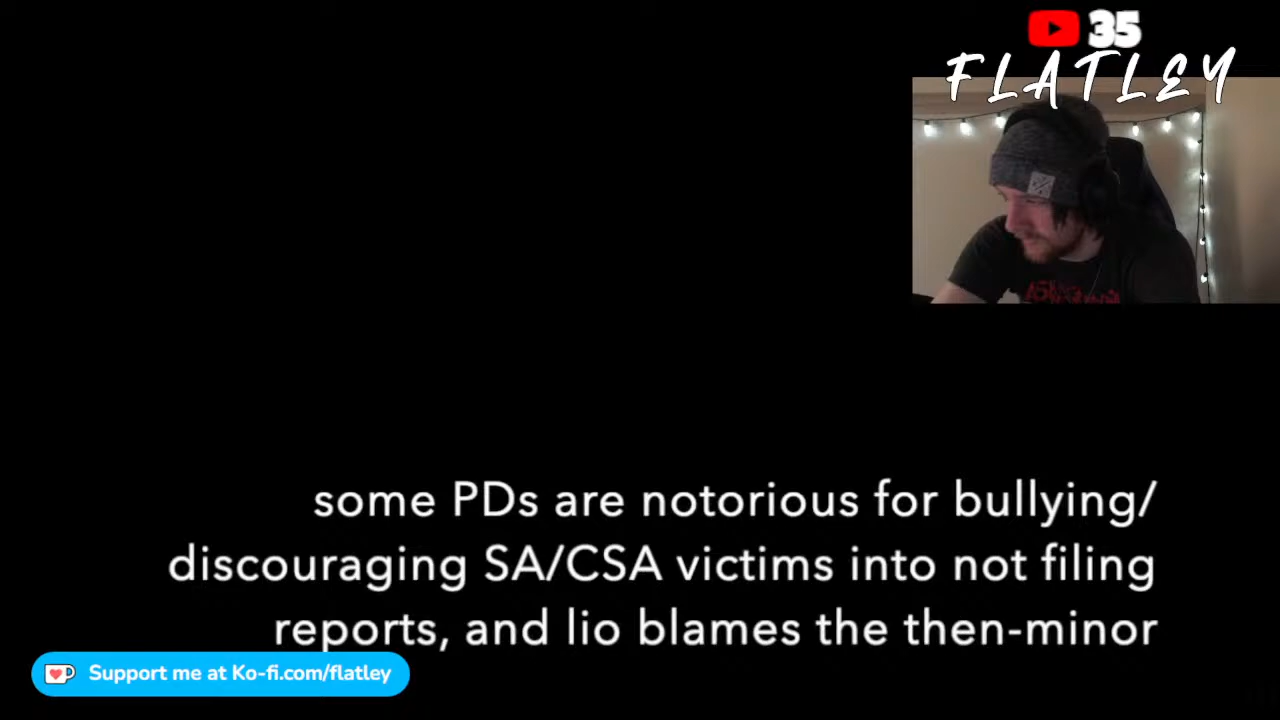 35
FLATLEY
some PDs are notorious for bullying/
discouraging SA/CSA victims into not filing
reports, and lio blames the then-minor
Support me at Ko-fi.com/flatley